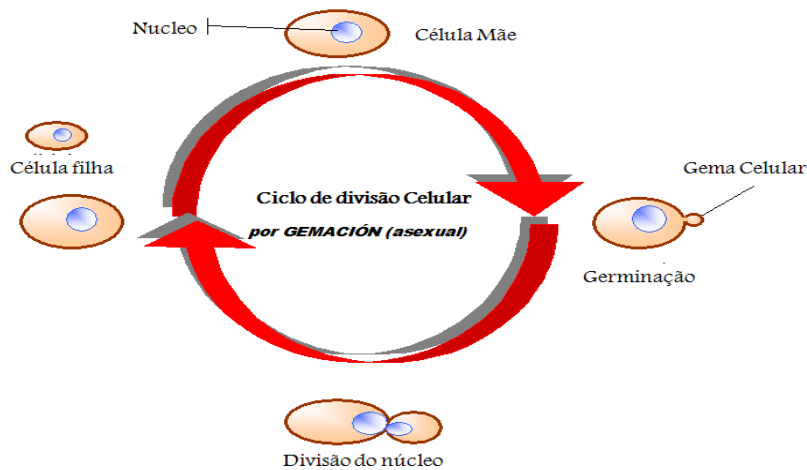 Nucleo
Célula Mãe
Célula filha
Gema Celular
Ciclo de divisão Celular
por GEMACIÓN (asexual)
Germinação
Divisão do núcleo